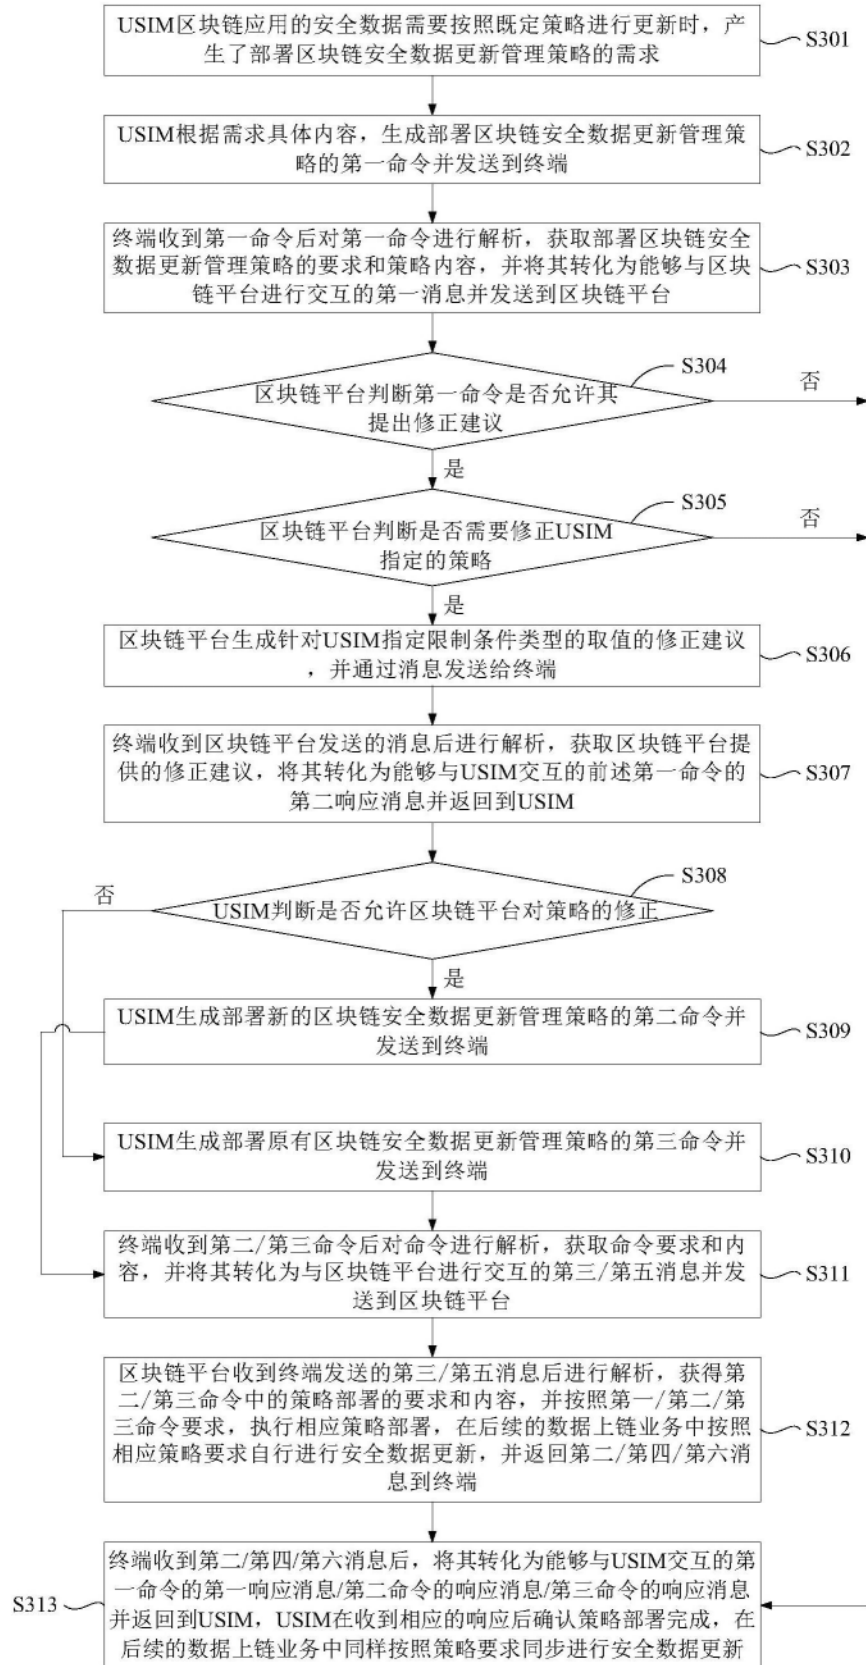 USIM区块链应用的安全数据需要按照既定策略进行更新时，产
生了部署区块链安全数据更新管理策略的需求
S301
USIM根据需求具体内容，生成部署区块链安全数据更新管理策
略的第一命令并发送到终端
S302
终端收到第一命令后对第一命令进行解析，获取部署区块链安全
数据更新管理策略的要求和策略内容，并将其转化为能够与区块
链平台进行交互的第一消息并发送到区块链平台
S303
S304
区块链平台判断第一命令是否允许其
提出修正建议
否
是
S305
区块链平台判断是否需要修正USIM
指定的策略
否
是
区块链平台生成针对USIM指定限制条件类型的取值的修正建议
，并通过消息发送给终端
S306
终端收到区块链平台发送的消息后进行解析，获取区块链平台提
供的修正建议，将其转化为能够与USIM交互的前述第一命令的
第二响应消息并返回到USIM
S307
S308
否
USIM判断是否允许区块链平台对策略的修正
是
USIM生成部署新的区块链安全数据更新管理策略的第二命令并
发送到终端
S309
USIM生成部署原有区块链安全数据更新管理策略的第三命令并
发送到终端
S310
终端收到第二/第三命令后对命令进行解析，获取命令要求和内
容，并将其转化为与区块链平台进行交互的第三/第五消息并发
送到区块链平台
S311
区块链平台收到终端发送的第三/第五消息后进行解析，获得第
二/第三命令中的策略部署的要求和内容，并按照第一/第二/第
三命令要求，执行相应策略部署，在后续的数据上链业务中按照
相应策略要求自行进行安全数据更新，并返回第二/第四/第六消
息到终端
S312
终端收到第二/第四/第六消息后，将其转化为能够与USIM交互的第
一命令的第一响应消息/第二命令的响应消息/第三命令的响应消息
并返回到USIM，USIM在收到相应的响应后确认策略部署完成，在
后续的数据上链业务中同样按照策略要求同步进行安全数据更新
S313